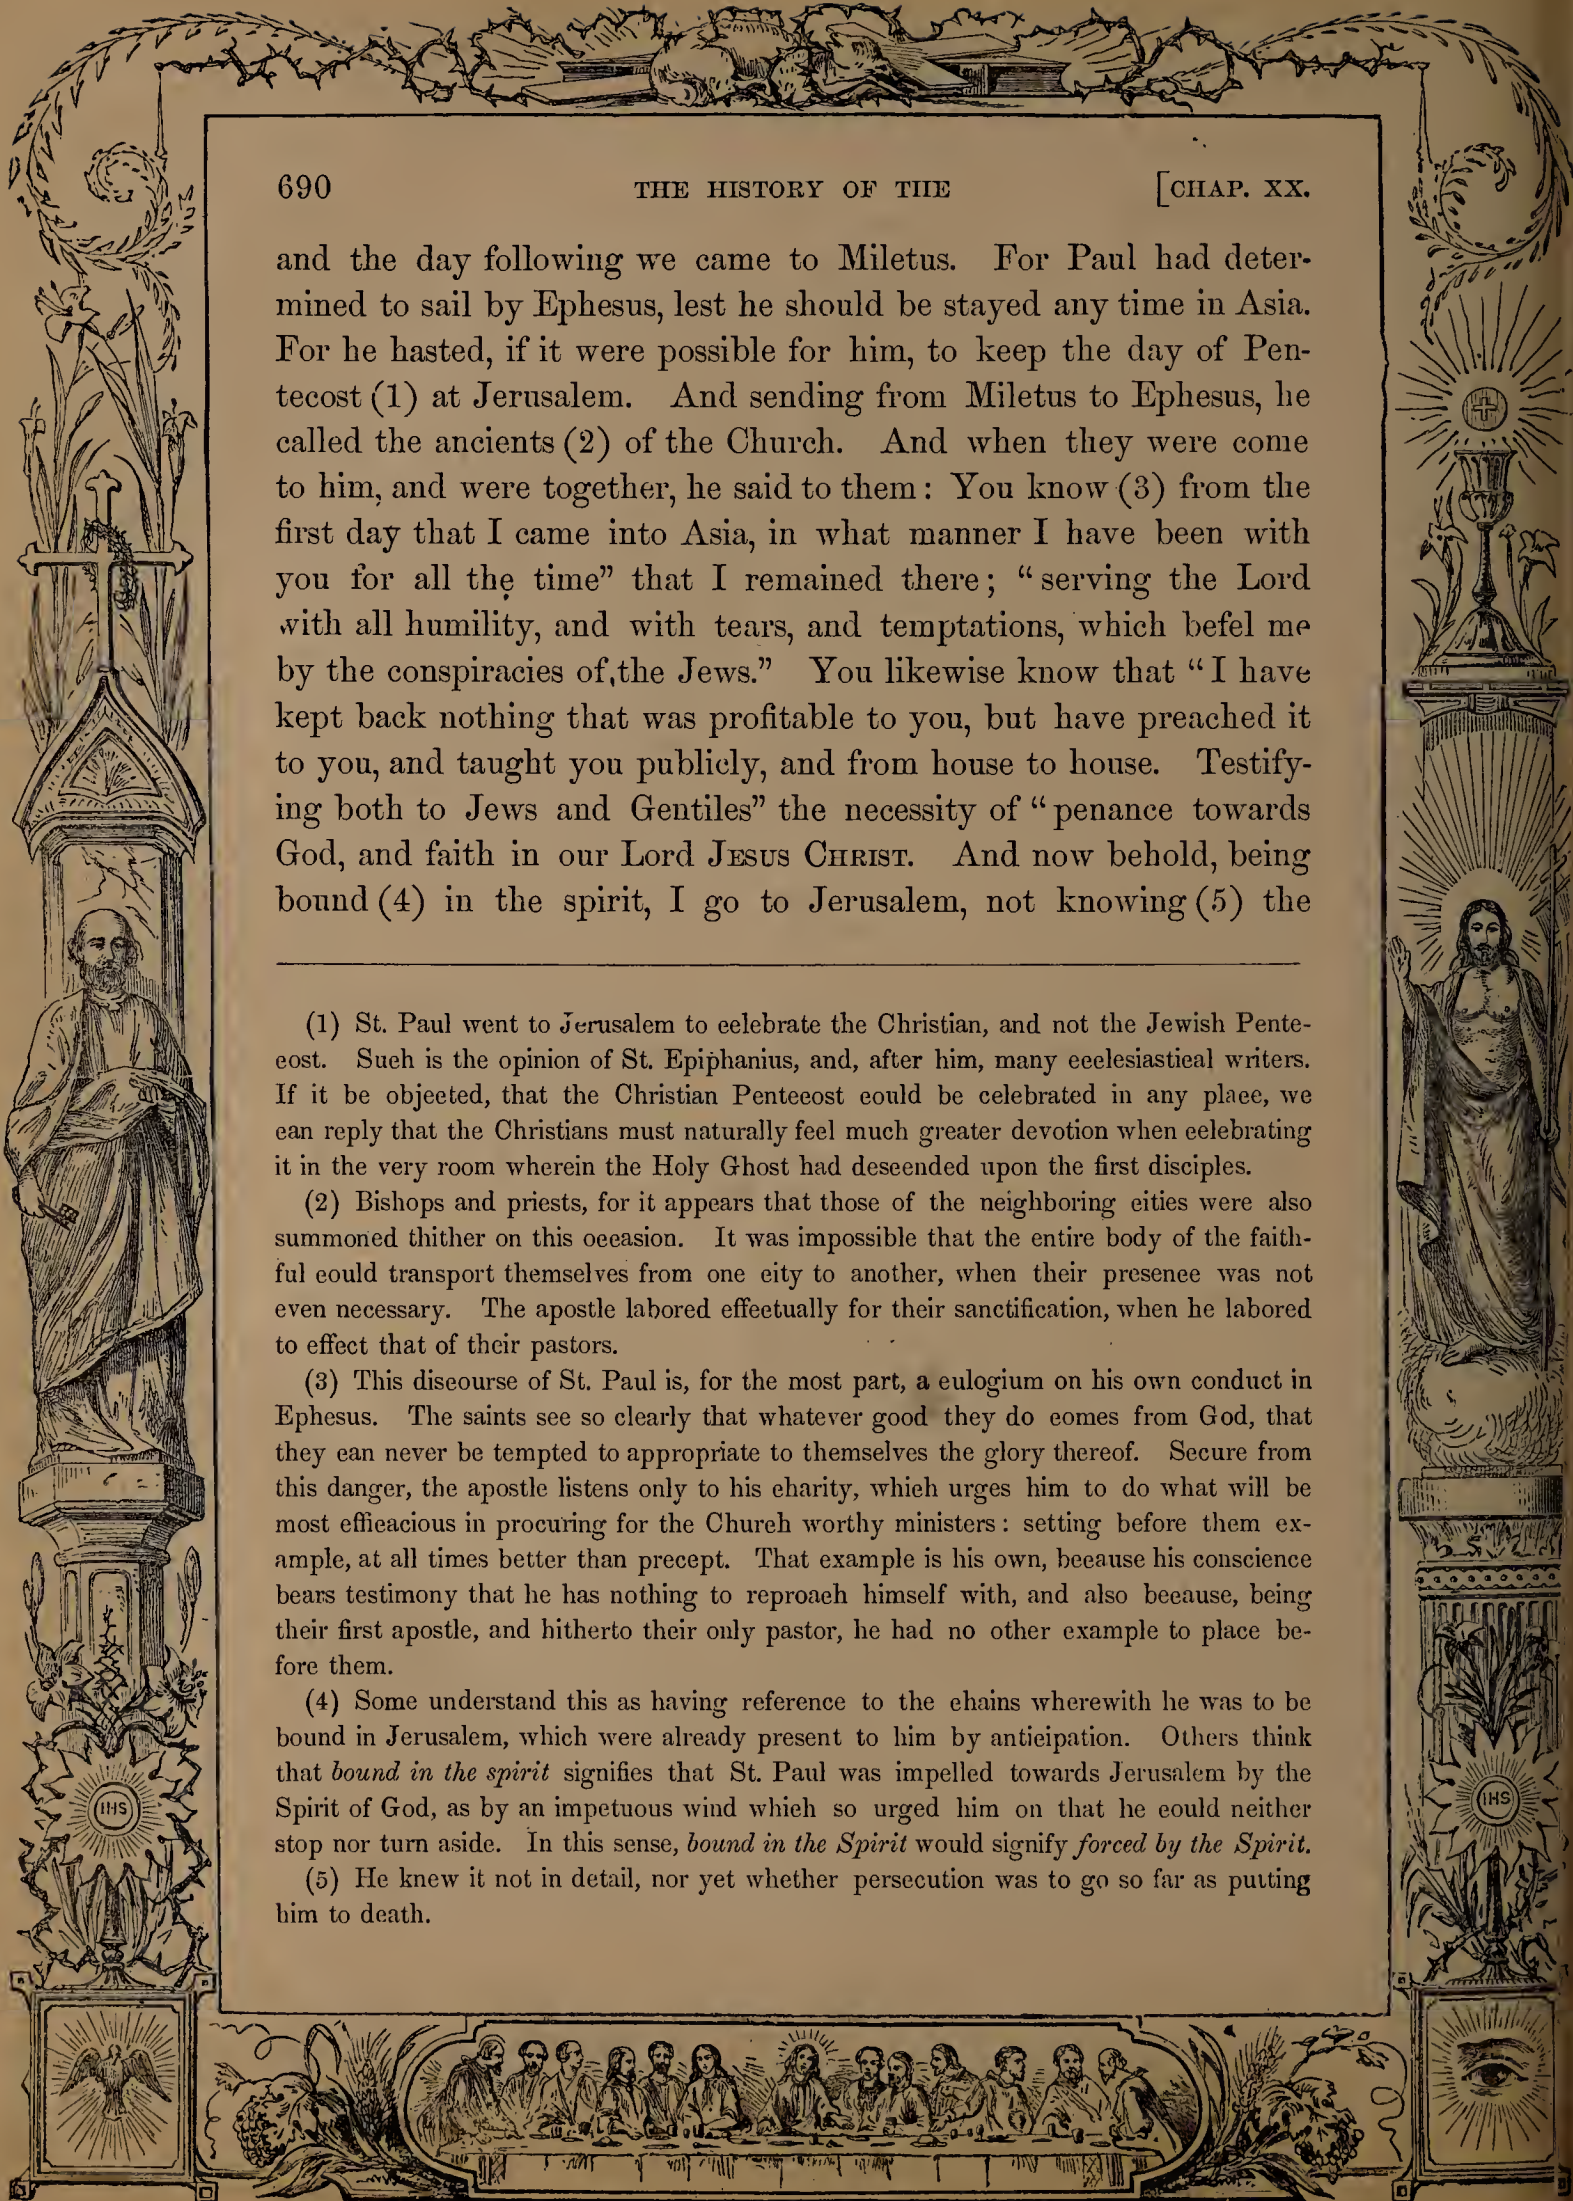 690 THE HISTORY OF THE [CHAP. XX.
and the day following we came to Miletus. For Paul had deter-
mined to sail by Ephesus, lest he should be stayed any time in Asia.
For he hasted, if it were possible for him, to keep the day of Pen-
tecost (1) at Jerusalem. And sending from Miletus to Ephesus, he
called the ancients (2) of the Church. And when they were come
to him, and were together, he said to them: You know (3) from the
first day that I came into Asia, in what manner I have been with
you for all the time” that I remained there; “serving the Lord
with all humility, and with tears, and temptations, which befel me
by the conspiracies of the Jews.” You likewise know that “I have
kept back nothing that was profitable to you, but have preached it
to you, and taught you publicly, and from house to house. Testify-
ing both to Jews and Gentiles” the necessity of “penance towards
God, and faith in our Lord JESUS CHRIST. And now behold, being
bound (4) in the spirit, I go to Jerusalem, not knowing (5) the
(1) St. Paul went to Jerusalem to celebrate the Christian, and not the Jewish Pente-
cost. Such is the opinion of St. Epiphanius, and, after him, many ecclesiastical writers.
If it be objected, that the Christian Pentecost could be celebrated in any place, we
can reply that the Christians must naturally feel much greater devotion when celebrating
it in the very room wherein the Holy Ghost had descended upon the first disciples.
(2) Bishops and priests, for it appears that those of the neighboring cities were also
summoned thither on this occasion. It was impossible that the entire body of the faith-
ful could transport themselves from one city to another, when their presence was not
even necessary. The apostle labored effectually for their sanctification, when he labored
to effect that of their pastors.
(3) This discourse of St. Paul is, for the most part, a eulogium on his own conduct in
Ephesus. The saints see so clearly that whatever good they do comes from God, that
they can never be tempted to appropriate to themselves the glory thereof. Secure from
this danger, the apostle listens only to his charity, which urges him to do what will be
most efficacious in procuring for the Church worthy ministers: setting before them ex-
ample, at all times better than precept. That example is his own, because his conscience
bears testimony that he has nothing to reproach himself with, and also because, being
their first apostle, and hitherto their only pastor, he had no other example to place be-
fore them.
(4) Some understand this as having reference to the chains wherewith he was to be
bound in Jerusalem, which were already present to him by anticipation. Others think
that bound in the spirit signifies that St. Paul was impelled towards Jerusalem by the
Spirit of God, as by an impetuous wind which so urged him on that he could neither
stop nor turn aside. In this sense, bound in the Spirit would signify forced by the Spirit.
(5) He knew it not in detail, nor yet whether persecution was to go so far as putting
him to death.
IHS
IHS